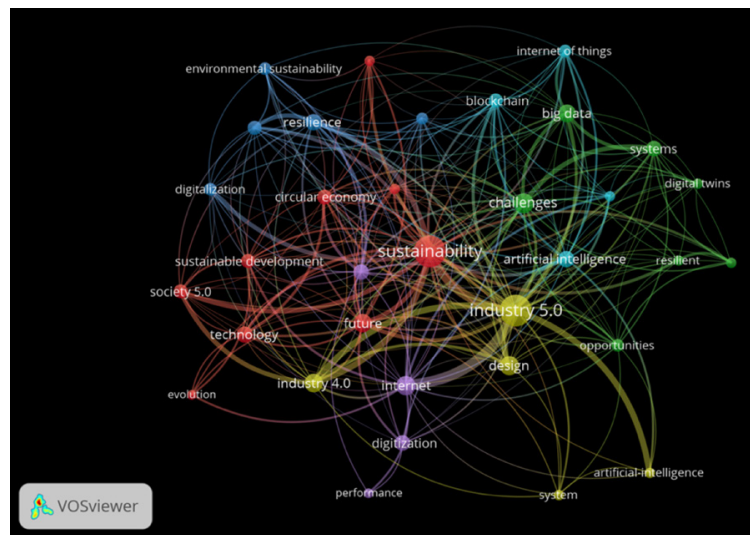 internet of things
environmental sustainability
blockchain
big data
resilience
systems
digital twins
digitalization
circular economy
challenges
sustainability
artificial intelligence
resilient
sustainable development
society 5.0
industry 5.0
future
technology
opportunities
design
industry 4.0
internet
evolution
digitization
artificial-intelligence
performance
system
VOSviewer